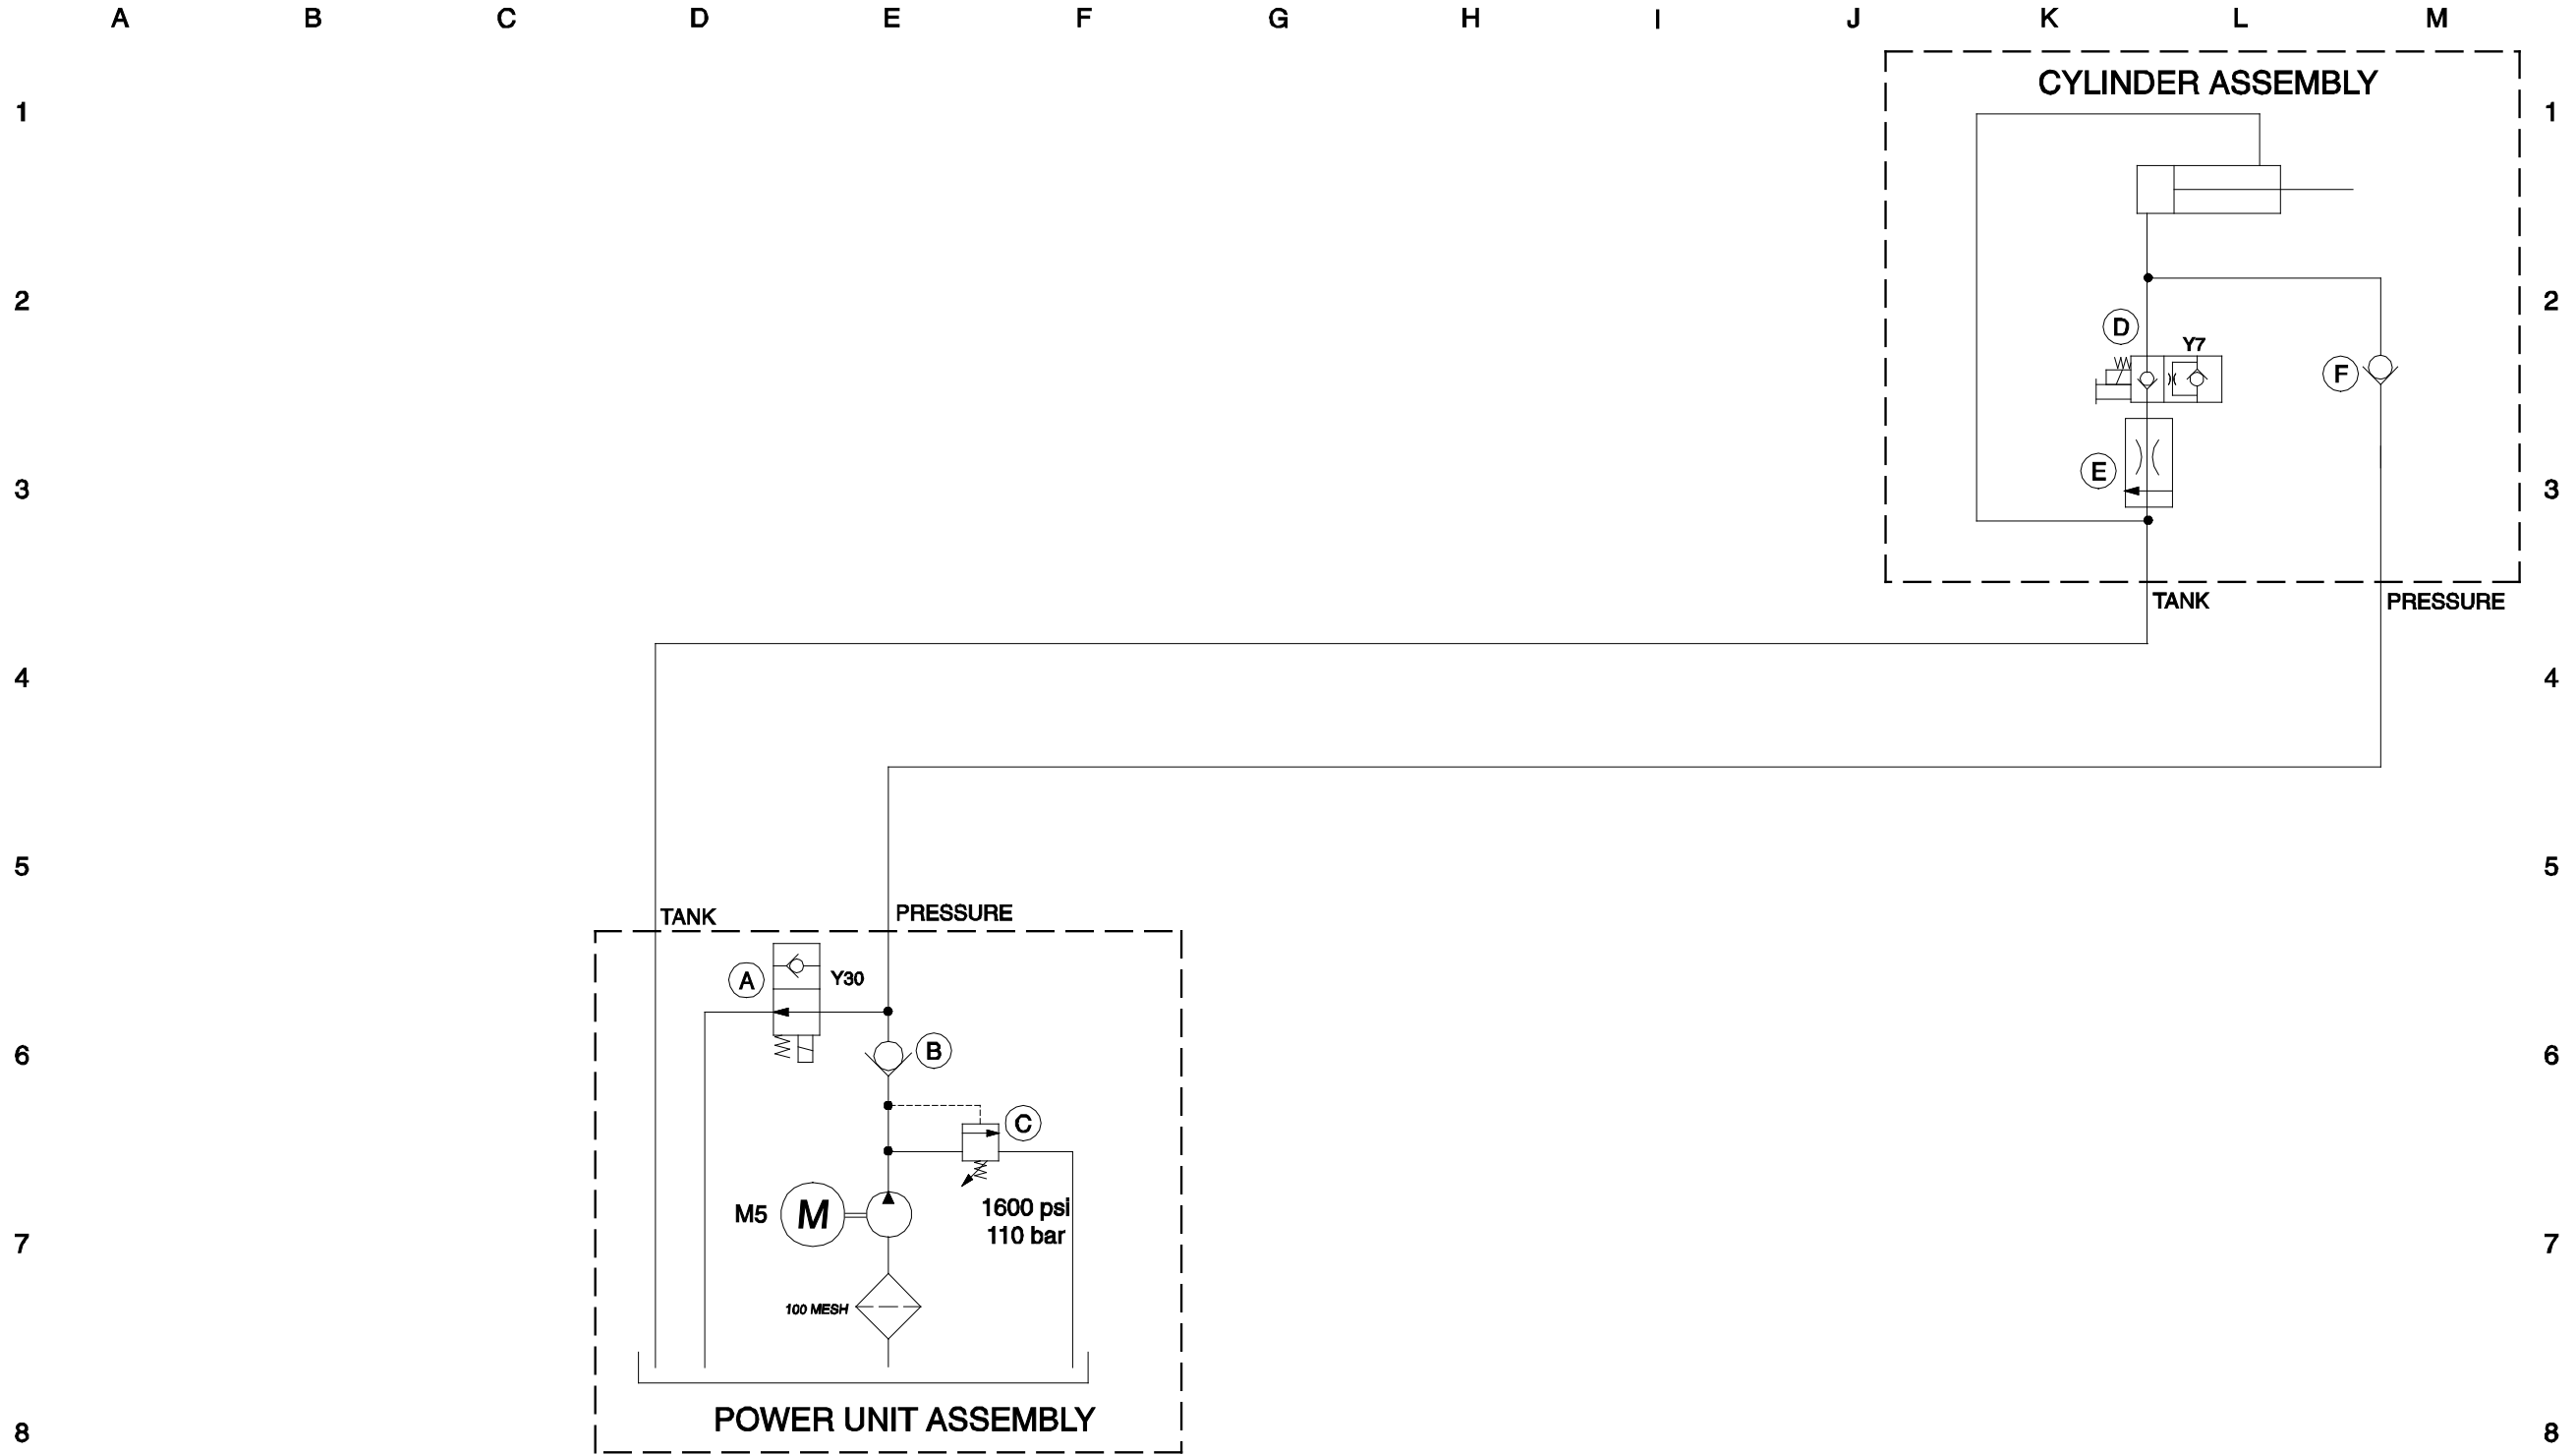 A B C D E F G H I J K L M
CYLINDER ASSEMBLY
1 1
2 2
D
Y7
F
E
3 3
TANK PRESSURE
4 4
5 5
TANK PRESSURE
A Y30
B
6 6
C
M5 M
1600 psi
110 bar
7 7
100 MESH
POWER UNIT ASSEMBLY
8 8